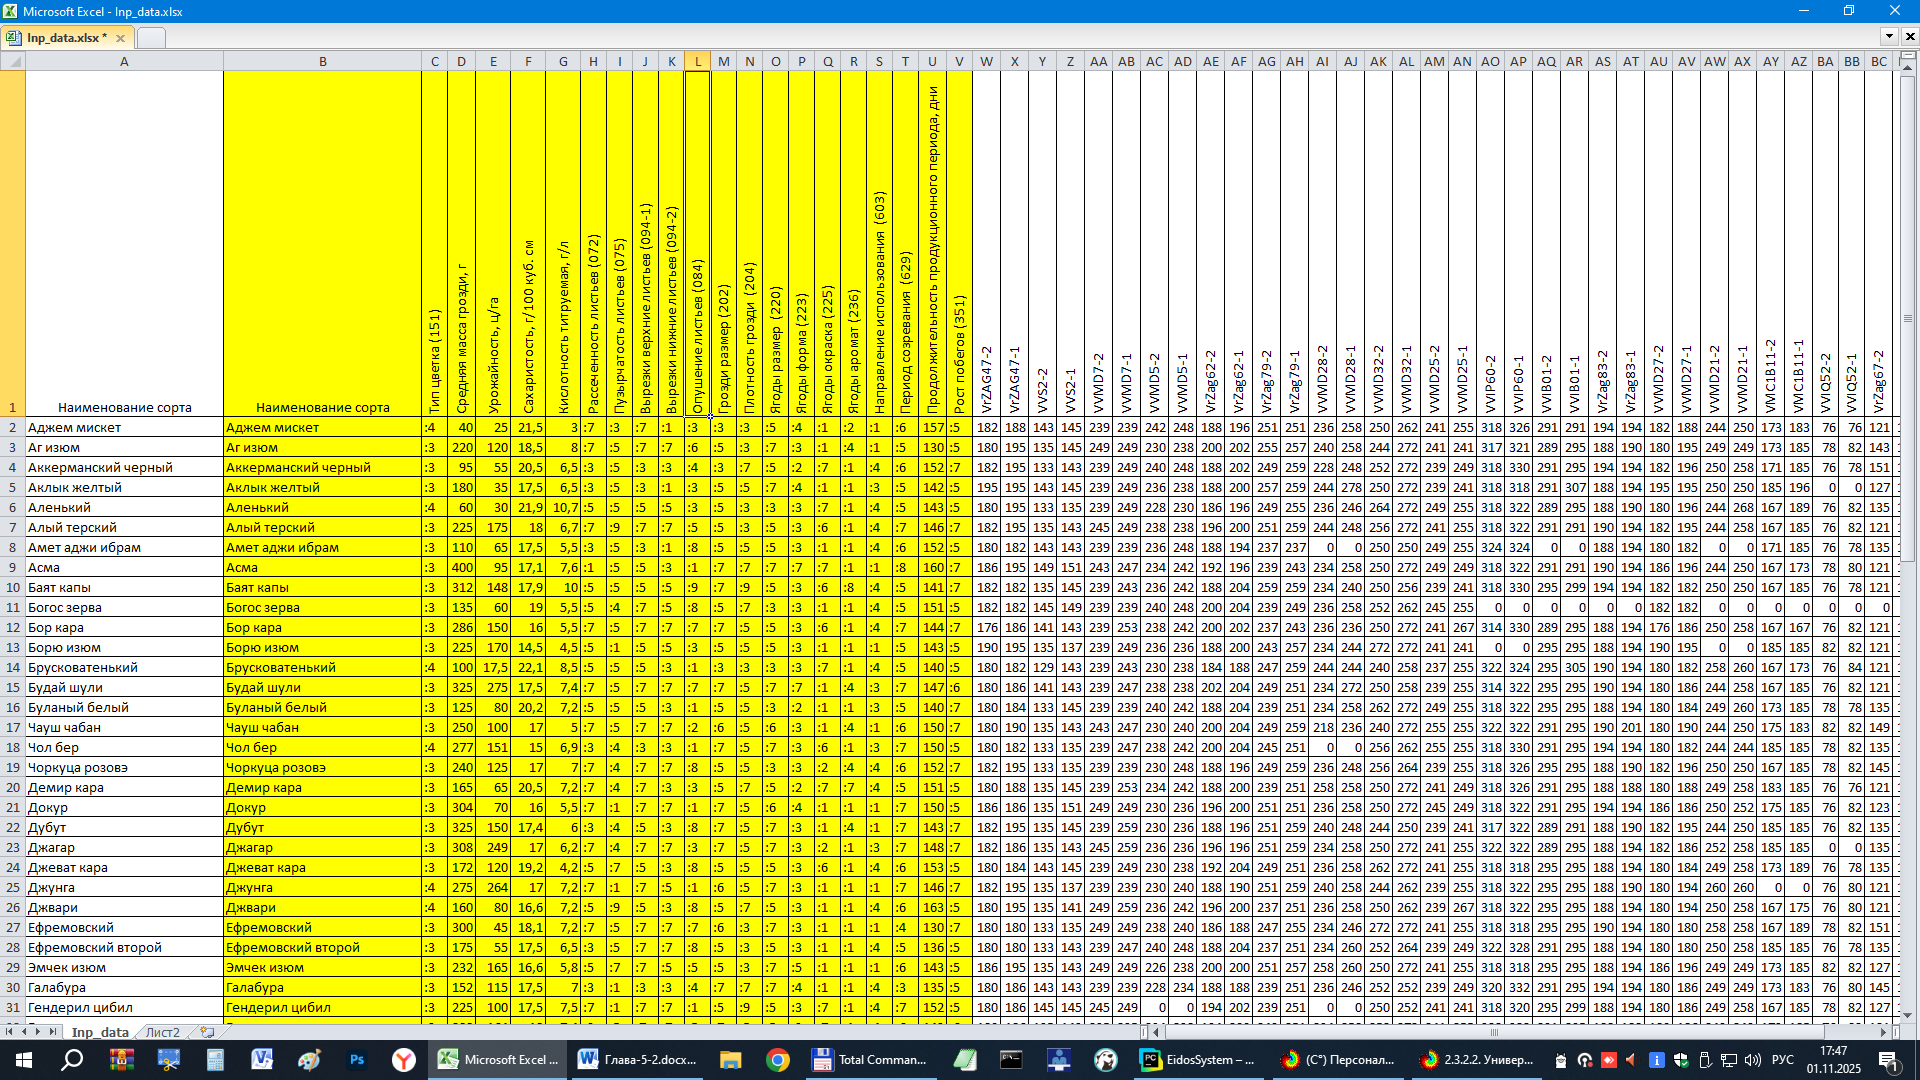 Microsoft Excel - Inp_data.xlsx
Inp_data.xlsx *
A B C D E F G H I J K L M N O P Q R S T U V W X Y Z AA AB AC AD AE AF AG AH AI AJ AK AL AM AN AO AP AQ AR AS AT AU AV AW AX AY AZ BA BB BC
1 Наименование сорта Наименование сорта Тип цветка (151) Средняя масса грозди, г Урожайность, ц/га Сахаристость, г/100 куб. см Кислотность титруемая, г/л Рассеченность листьев (072) Пузырчатость листьев (075) Вырезки верхние листьев (094-1) Вырезки нижние листьев (094-2) Опушение листьев (084) Грозди размер (202) Плотность грозди (204) Ягоды размер (220) Ягоды форма (223) Ягоды окраска (225) Ягоды аромат (236) Направление использования (603) Период созревания (629) Продолжительность продукционного периода, дни Рост побегов (351) VrZAG47-2 VrZAG47-1 VVS2-2 VVS2-1 VVMD7-2 VVMD7-1 VVMD5-2 VVMD5-1 VrZag62-2 VrZag62-1 VrZag79-2 VrZag79-1 VVMD28-2 VVMD28-1 VVMD32-2 VVMD32-1 VVMD25-2 VVMD25-1 VVIP60-2 VVIP60-1 VVIB01-2 VVIB01-1 VrZag83-2 VrZag83-1 VVMD27-2 VVMD27-1 VVMD21-2 VVMD21-1 VMC1B11-2 VMC1B11-1 VVIQ52-2 VVIQ52-1 VrZag67-2
2 Аджем мискет Аджем мискет :4 40 25 21,5 3 :7 :3 :7 :1 :3 :3 :3 :5 :4 :1 :2 :1 :6 157 :5 182 188 143 145 239 239 242 248 188 196 251 251 236 258 250 262 241 255 318 326 291 291 194 194 182 188 244 250 173 183 76 76 121
3 Аг изюм Аг изюм :3 220 120 18,5 8 :7 :5 :7 :7 :6 :5 :3 :7 :3 :1 :1 :1 :5 130 :7 180 195 135 145 239 249 230 238 200 202 255 257 240 258 244 272 241 241 317 321 289 295 188 194 180 195 249 249 173 185 78 82 143
4 Аккерманский черный Аккерманский черный :3 95 55 20,5 6,5 :3 :5 :3 :3 :4 :3 :7 :5 :2 :7 :1 :4 :6 152 :7 182 195 133 143 239 249 226 238 188 202 249 259 228 248 252 272 249 249 318 330 291 295 194 194 182 196 250 258 171 185 76 78 151
5 Аклык желтый Аклык желтый :3 180 35 17,5 6,5 :3 :5 :3 :1 :3 :5 :5 :7 :4 :1 :1 :3 :5 142 :5 195 195 143 145 239 249 236 238 188 200 257 259 244 278 250 272 239 241 318 318 291 307 188 194 195 195 250 250 185 196 0 0 127
6 Аленький Аленький :4 60 30 21,9 10,7 :5 :5 :5 :5 :3 :3 :5 :3 :3 :7 :1 :4 :5 143 :5 180 195 133 135 239 249 228 230 186 196 249 255 236 246 264 272 249 255 318 322 289 295 188 190 180 195 244 268 167 189 76 82 135
7 Алый терский Алый терский :3 225 175 18 6,7 :7 :9 :7 :7 :5 :5 :3 :5 :3 :6 :1 :4 :7 146 :7 182 195 135 143 245 249 238 238 196 200 251 259 244 248 256 272 241 255 318 322 291 291 190 194 182 195 244 258 167 185 76 82 121
8 Амет аджи ибрам Амет аджи ибрам :3 110 65 17,5 5,5 :3 :5 :3 :1 :8 :5 :5 :5 :3 :1 :1 :4 :6 152 :5 180 182 143 143 239 239 236 248 188 194 237 237 0 0 250 250 249 255 324 324 0 0 188 194 180 182 0 0 171 185 76 78 135
9 Асма Асма :3 400 95 17,1 7,6 :1 :5 :5 :3 :1 :7 :7 :7 :7 :7 :1 :1 :8 160 :7 186 195 149 151 243 247 234 242 192 196 239 243 234 258 240 272 249 249 318 322 291 291 190 194 186 195 244 250 167 173 78 80 121
10 Баят капы Баят капы :3 312 148 17,9 10 :5 :5 :5 :3 :9 :7 :9 :5 :3 :6 :8 :4 :5 141 :7 182 182 135 145 239 243 236 242 188 204 259 259 234 240 250 256 239 241 318 330 295 299 194 194 182 182 250 250 167 185 76 78 121
11 Богос зерва Богос зерва :3 135 60 19 5,5 :5 :4 :7 :5 :8 :5 :7 :3 :3 :1 :1 :4 :5 151 :5 182 182 145 149 239 239 240 248 200 204 239 249 236 258 252 262 245 255 0 0 0 0 0 0 182 182 0 0 0 0 0 0 0
12 Бор кара Бор кара :3 286 150 16 5,5 :7 :5 :7 :7 :7 :7 :5 :5 :3 :6 :1 :4 :7 144 :7 176 186 141 143 239 253 238 242 200 202 237 243 236 236 250 272 241 267 314 330 289 295 188 194 176 186 250 258 167 167 76 82 121
13 Борю изюм Борю изюм :3 225 170 14,5 4,5 :5 :1 :5 :5 :3 :5 :5 :5 :3 :1 :1 :1 :5 143 :5 190 195 135 137 239 249 236 236 188 200 243 257 234 244 272 272 241 241 0 0 295 295 188 194 190 195 0 0 185 185 82 82 121
14 Брусковатенький Брусковатенький :4 100 17,5 22,1 8,5 :5 :5 :3 :3 :1 :3 :3 :3 :3 :7 :1 :4 :5 140 :5 180 182 129 143 239 243 230 238 184 188 247 259 244 244 240 258 237 255 322 324 295 305 190 194 180 182 258 260 167 173 76 84 121
15 Будай шули Будай шули :3 325 275 17,5 7,4 :7 :5 :7 :7 :7 :7 :5 :7 :7 :1 :4 :3 :7 147 :6 180 186 141 143 239 247 238 238 202 204 249 251 234 272 250 258 239 255 314 322 295 295 190 194 180 186 244 258 167 185 76 82 121
16 Буланый белый Буланый белый :3 125 80 20,2 7,2 :5 :5 :5 :3 :1 :5 :5 :3 :2 :1 :1 :3 :5 140 :7 180 184 133 145 239 249 238 240 188 188 251 251 236 258 240 272 249 255 318 322 295 295 188 194 180 184 249 260 173 185 78 78 135
17 Чауш чабан Чауш чабан :3 250 100 17 5 :7 :5 :7 :7 :2 :6 :5 :6 :3 :1 :4 :1 :6 150 :7 180 190 135 143 243 247 230 240 200 204 249 259 218 236 240 272 255 255 322 322 291 295 190 201 180 190 244 250 175 183 82 82 149
18 Чол бер Чол бер :4 277 151 15 6,9 :3 :4 :3 :3 :1 :7 :5 :7 :3 :6 :1 :3 :7 150 :5 180 182 133 135 239 247 238 242 200 204 245 251 0 0 256 262 255 255 318 330 291 295 194 194 180 182 244 244 185 185 78 82 135
19 Чоркуца розовэ Чоркуца розовэ :3 240 125 17 7 :7 :4 :7 :7 :8 :5 :5 :3 :3 :2 :4 :4 :6 152 :7 182 195 133 135 239 239 230 248 188 196 249 259 236 248 256 264 239 255 318 326 295 295 188 190 182 196 250 250 167 185 78 82 145
20 Демир кара Демир кара :3 165 65 20,5 7,2 :7 :4 :7 :3 :3 :5 :7 :5 :2 :7 :7 :4 :5 151 :5 180 188 135 145 239 253 234 242 188 196 259 259 236 258 250 272 241 255 318 318 295 295 188 194 180 188 249 258 183 185 76 76 121
21 Докур Докур :3 304 70 16 5,5 :7 :1 :7 :7 :1 :7 :5 :6 :4 :1 :1 :1 :7 150 :5 186 186 135 151 249 249 230 236 196 200 251 251 236 258 250 272 245 249 318 322 291 295 194 194 186 186 250 252 175 185 76 82 123
22 Дубут Дубут :3 325 150 17,4 6 :3 :4 :5 :3 :8 :7 :5 :7 :3 :1 :4 :1 :7 143 :7 182 195 135 145 239 259 230 236 188 196 251 259 240 248 244 250 239 241 317 322 289 291 188 190 182 195 244 250 185 185 76 82 135
23 Джагар Джагар :3 308 249 17 6,2 :7 :4 :7 :7 :3 :7 :5 :7 :3 :2 :1 :3 :7 148 :7 182 186 135 143 245 259 236 236 196 196 251 259 234 258 240 272 255 255 322 322 289 295 188 194 182 186 252 258 185 185 0 0 135
24 Джеват кара Джеват кара :3 172 120 19,2 4,2 :5 :7 :5 :3 :8 :5 :5 :5 :3 :7 :1 :4 :6 153 :5 180 184 143 145 239 249 230 238 192 204 249 251 236 258 262 272 241 241 318 318 295 295 188 194 180 184 249 258 173 189 76 78 135
25 Джунга Джунга :4 275 264 17 7,2 :7 :1 :7 :5 :1 :6 :5 :7 :3 :6 :1 :1 :7 146 :7 182 195 135 137 239 239 230 240 188 190 251 259 240 258 244 262 239 255 318 322 295 295 188 190 180 194 260 260 0 0 76 80 121
26 Джвари Джвари :4 160 80 16,6 7,2 :5 :9 :5 :3 :8 :5 :7 :5 :3 :1 :1 :4 :6 163 :5 180 195 135 141 249 259 236 242 196 200 237 251 236 258 250 262 239 267 318 322 295 295 188 194 180 194 250 258 167 175 76 80 121
27 Ефремовский Ефремовский :3 300 45 18,1 7,2 :7 :5 :7 :7 :7 :6 :3 :7 :3 :1 :1 :1 :4 130 :7 180 180 133 135 239 249 238 240 186 188 247 255 234 246 272 272 241 241 318 322 295 295 188 188 180 180 249 258 167 189 78 82 151
28 Ефремовский второй Ефремовский второй :3 175 55 17,5 6,5 :3 :5 :7 :7 :8 :5 :3 :5 :3 :1 :1 :4 :5 136 :5 180 180 135 143 239 247 240 248 188 204 237 251 234 260 252 264 239 249 322 328 291 295 188 194 180 180 250 258 185 185 76 78 135
29 Эмчек изюм Эмчек изюм :3 232 165 16,6 5,8 :5 :7 :7 :5 :5 :5 :3 :7 :5 :1 :1 :1 :6 143 :5 186 195 135 143 249 249 226 238 200 200 251 257 258 260 250 272 241 255 318 318 295 295 188 194 186 196 249 249 173 185 82 82 127
30 Галабура Галабура :3 152 115 17,5 7 :3 :1 :3 :3 :4 :7 :7 :7 :4 :1 :1 :4 :3 135 :5 180 186 143 143 239 239 228 234 188 188 251 257 244 258 252 252 239 249 320 332 291 295 194 194 180 186 249 249 173 183 76 80 145
31 Гендерил цибил Гендерил цибил :3 225 100 17,5 7,5 :7 :1 :7 :7 :1 :5 :9 :5 :3 :7 :1 :4 :7 152 :5 180 186 145 145 245 249 0 0 194 202 239 251 0 0 250 252 241 241 318 320 295 299 188 194 180 186 249 258 167 185 78 82 127
Inp_data Лист2
Microsoft Excel ... Глава-5-2.docx... Total Comman... EidosSystem – ... (C°) Персонал... 2.3.2.2. Универ... РУС 17:47
01.11.2025